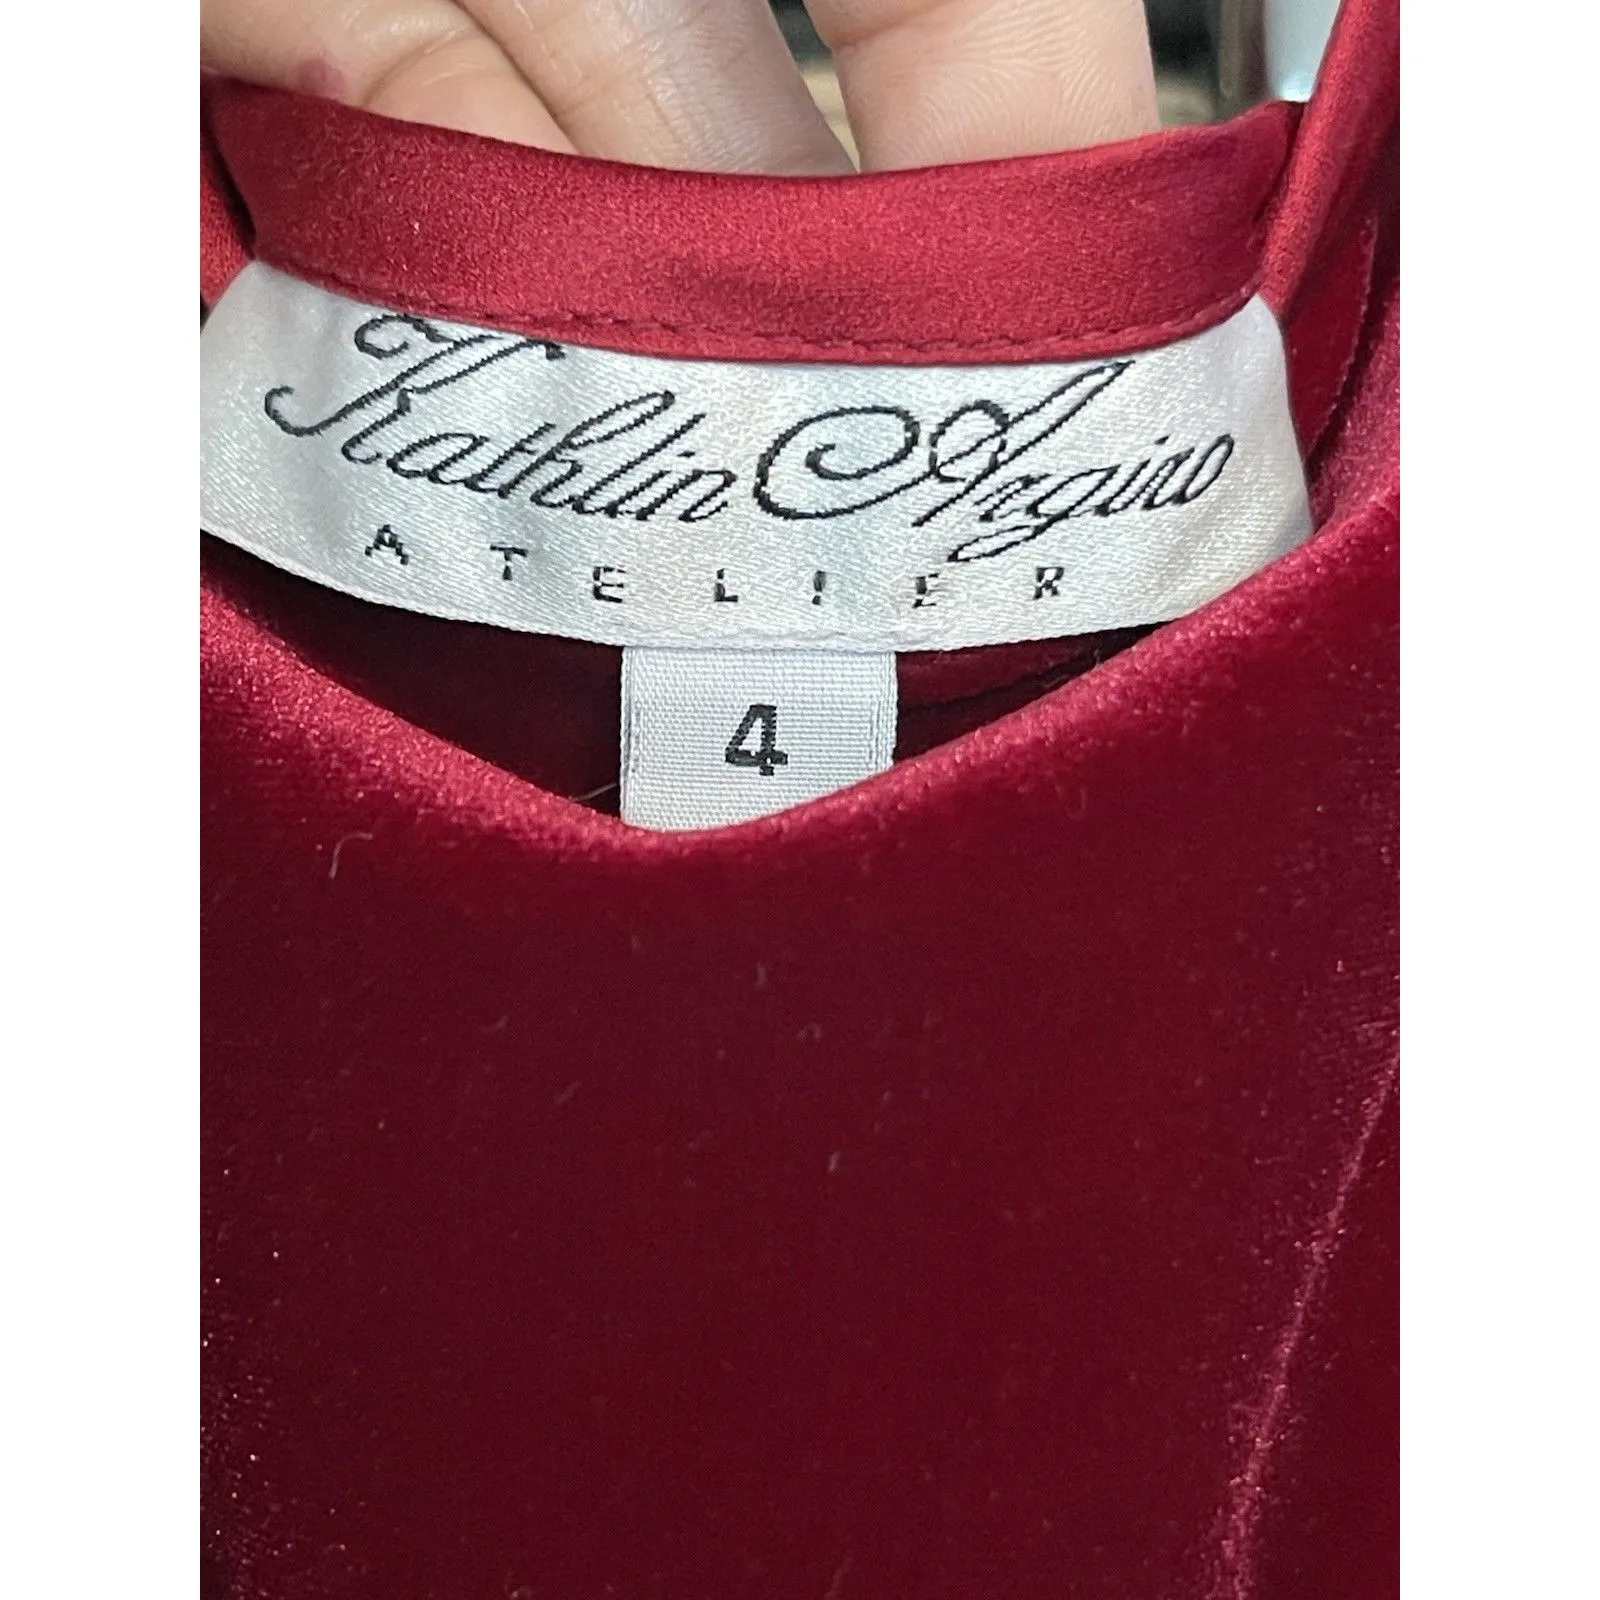 Kathlin Argiro
ATELIER
4